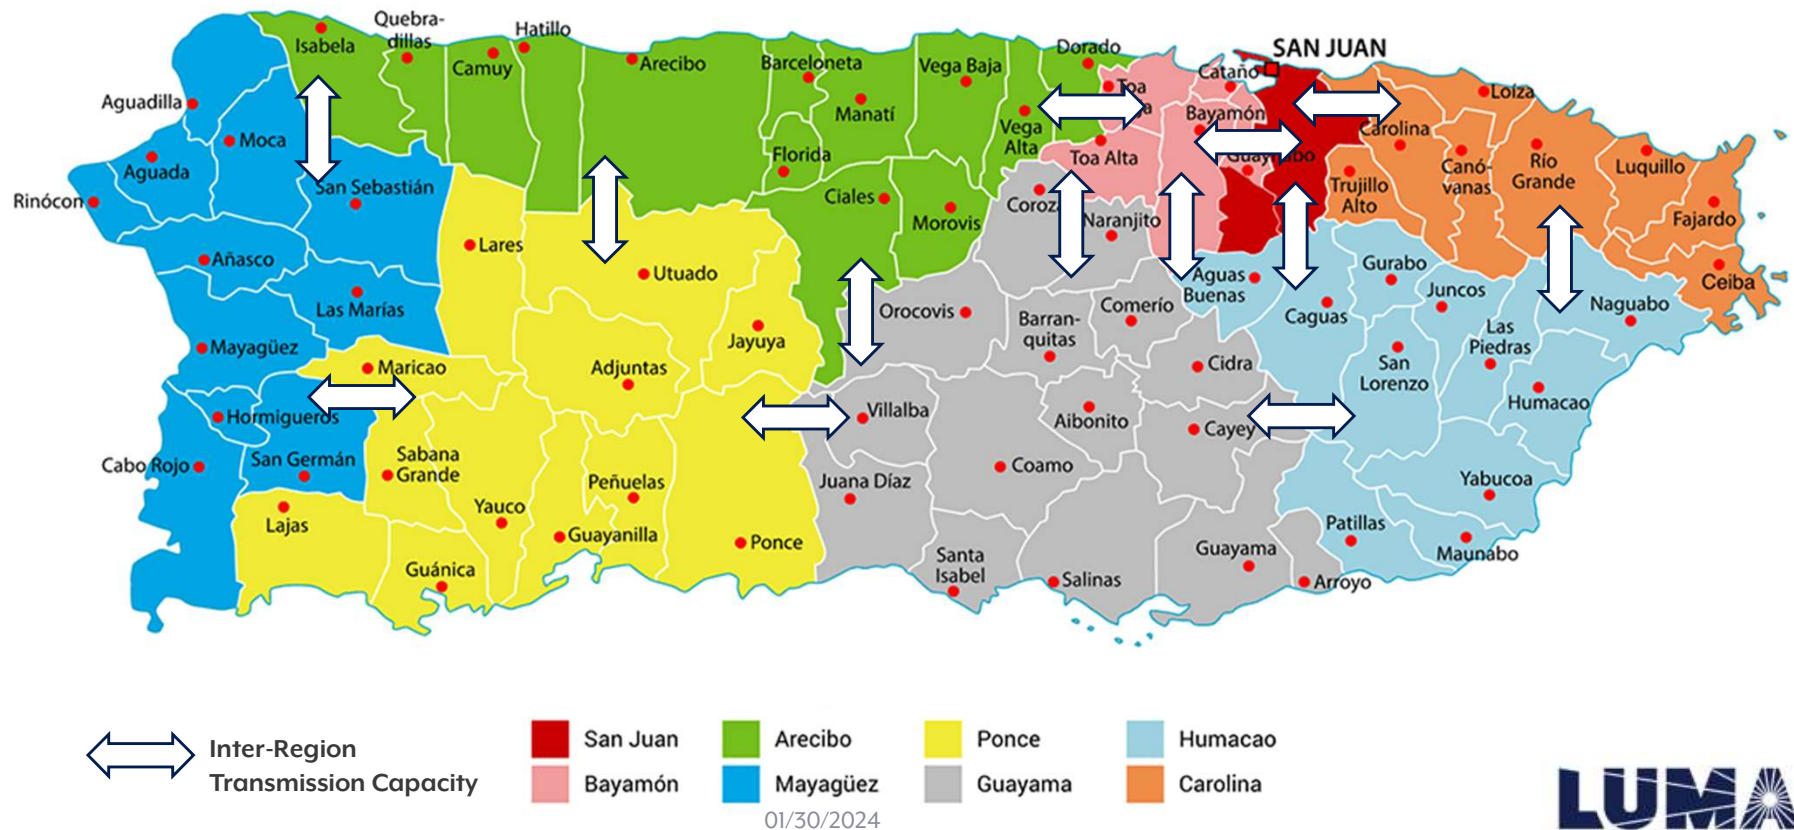 Quebra-
dillas
Hatillo
Isabela
Camuy
Arecibo
Barceloneta
Vega Baja
Dorado
SAN JUAN
Cataño
Toa
Loíza
Aguadilla
Manatí
Bayamón
Moca
Vega
Alta
Carolina
Aguada
Florida
Toa Alta
Canó-
vanas
Río
Grande
Luquillo
San Sebastián
Rinócon
Ciales
Morovis
Naranjito
Trujillo
Alto
Fajardo
Lares
Añasco
Utuado
Aguas
Buenas
Gurabo
Ceiba
Las Marías
Orocovis
Barran-
quitas
Comerío
Caguas
Juncos
Naguabo
Mayagüez
Jayuya
Las
Piedras
Maricao
Adjuntas
Cidra
San
Lorenzo
Humacao
Hormigueros
Villalba
Aibonito
Cayey
Cabo Rojo
San Germán
Sabana
Grande
Coamo
Peñuelas
Juana Díaz
Yabucoa
Lajas
Yauco
Guayanilla
Ponce
Patillas
Guánica
Santa
Isabel
Salinas
Guayama
Arroyo
Maunabo
Inter-Region
Transmission Capacity
San Juan
Arecibo
Ponce
Humacao
Bayamón
Mayagüez
Guayama
Carolina
01/30/2024
LUMA